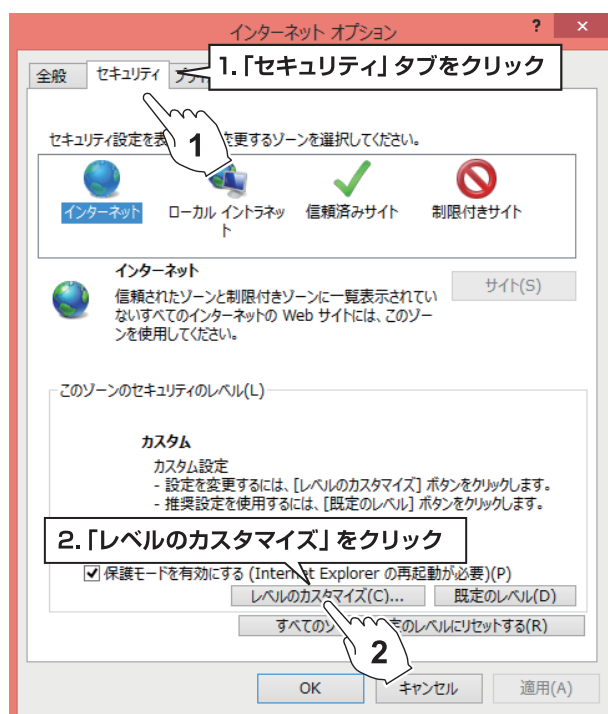 インターネット オプション
?
×
全般
セキュリティ
1.「セキュリティ」タブをクリック
1
セキュリティ設定を表
変更するゾーンを選択してください。
インターネット
ローカル イントラネッ
ト
信頼済みサイト
制限付きサイト
インターネット
信頼されたゾーンと制限付きゾーンに一覧表示されてい
ないすべてのインターネットの Web サイトには、このゾー
ンを使用してください。
サイト(S)
このゾーンのセキュリティのレベル(L)
カスタム
カスタム設定
- 設定を変更するには、[レベルのカスタマイズ] ボタンをクリックします。
- 推奨設定を使用するには、[既定のレベル] ボタンをクリックします。
2.「レベルのカスタマイズ」をクリック
保護モードを有効にする (Internet Explorer の再起動が必要)(P)
レベルのカスタマイズ(C)...
既定のレベル(D)
すべてのゾ
のレベルにリセットする(R)
2
OK
キャンセル
適用(A)